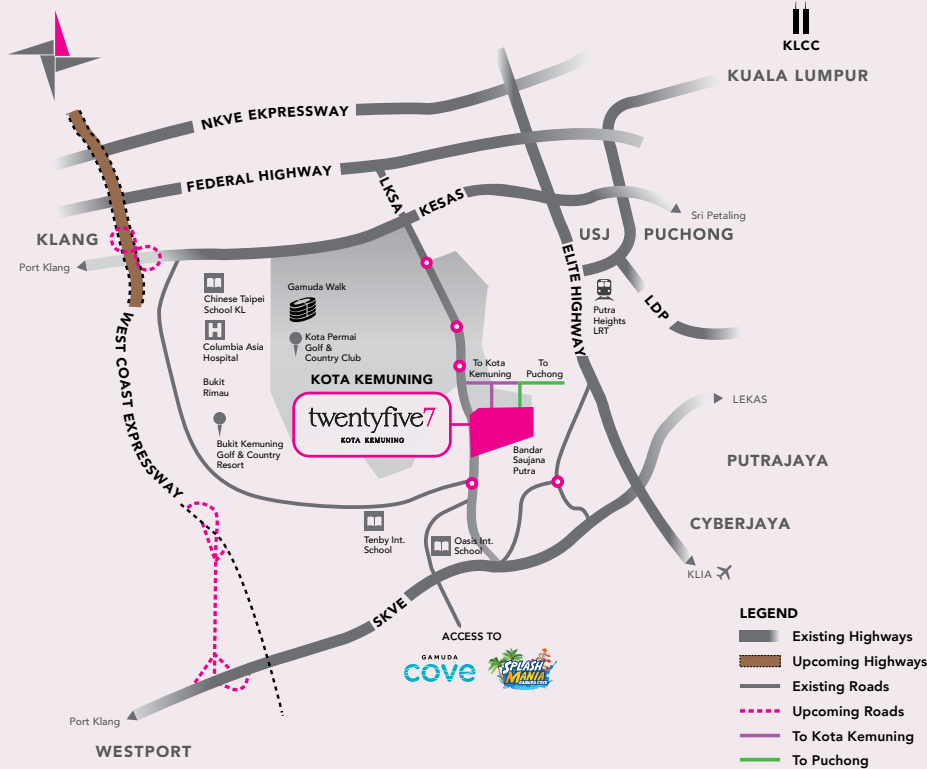 KLCC
KUALA LUMPUR
NKVE EKPRESSWAY
FEDERAL HIGHWAY
LKSA
KESAS
Sri Petaling
KLANG
USJ
PUCHONG
Port Klang
ELITE HIGHWAY
LDP
Chinese Taipei
School KL
Gamuda Walk
Putra
Heights
LRT
H
Columbia Asia
Hospital
Kota Permai
Golf &
Country Club
WEST COAST EXPRESSWAY
Bukit
Rimau
KOTA KEMUNING
To Kota
Kemuning
To
Puchong
LEKAS
twentyfive7
KOTA KEMUNING
Bukit Kemuning
Golf & Country
Resort
Bandar
Saujana
Putra
PUTRAJAYA
CYBERJAYA
Tenby Int.
School
Oasis Int.
School
KLIA
SKVE
ACCESS TO
GAMUDA
cove
SPLASH
MANIA
GAMUDA COVE
Port Klang
WESTPORT
LEGEND
Existing Highways
Upcoming Highways
Existing Roads
Upcoming Roads
To Kota Kemuning
To Puchong